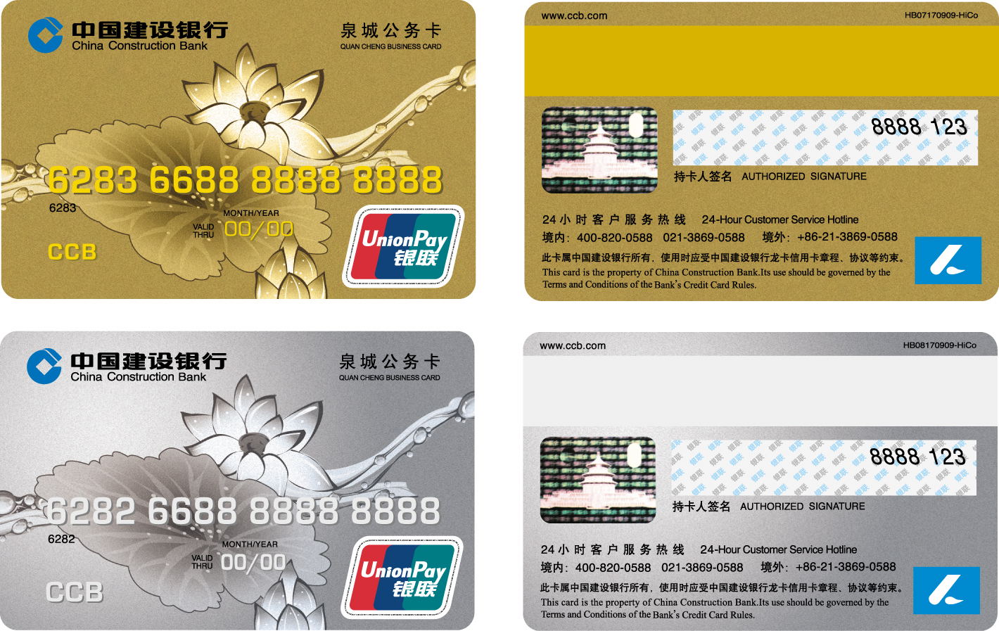 中国建设银行
China Construction Bank
泉城公务卡
QUAN CHENG BUSINESS CARD
6283 6688 8888 8888
6283
MONTH/YEAR
VALID THRU 00/00
CCB
UnionPay
银联
www.ccb.com
HB07170909-HiCo
8888 123
持卡人签名 AUTHORIZED SIGNATURE
24小时客户服务热线 24-Hour Customer Service Hotline
境内：400-820-0588 021-3869-0588 境外：+86-21-3869-0588
此卡属中国建设银行所有，使用时应受中国建设银行龙卡信用卡章程、协议等约束。
This card is the property of China Construction Bank.Its use should be governed by the
Terms and Conditions of the Bank's Credit Card Rules.
中国建设银行
China Construction Bank
泉城公务卡
QUAN CHENG BUSINESS CARD
6282 6688 8888 8888
6282
MONTH/YEAR
VALID THRU 00/00
CCB
UnionPay
银联
www.ccb.com
HB08170909-HiCo
8888 123
持卡人签名 AUTHORIZED SIGNATURE
24小时客户服务热线 24-Hour Customer Service Hotline
境内：400-820-0588 021-3869-0588 境外：+86-21-3869-0588
此卡属中国建设银行所有，使用时应受中国建设银行龙卡信用卡章程、协议等约束。
This card is the property of China Construction Bank.Its use should be governed by the
Terms and Conditions of the Bank's Credit Card Rules.